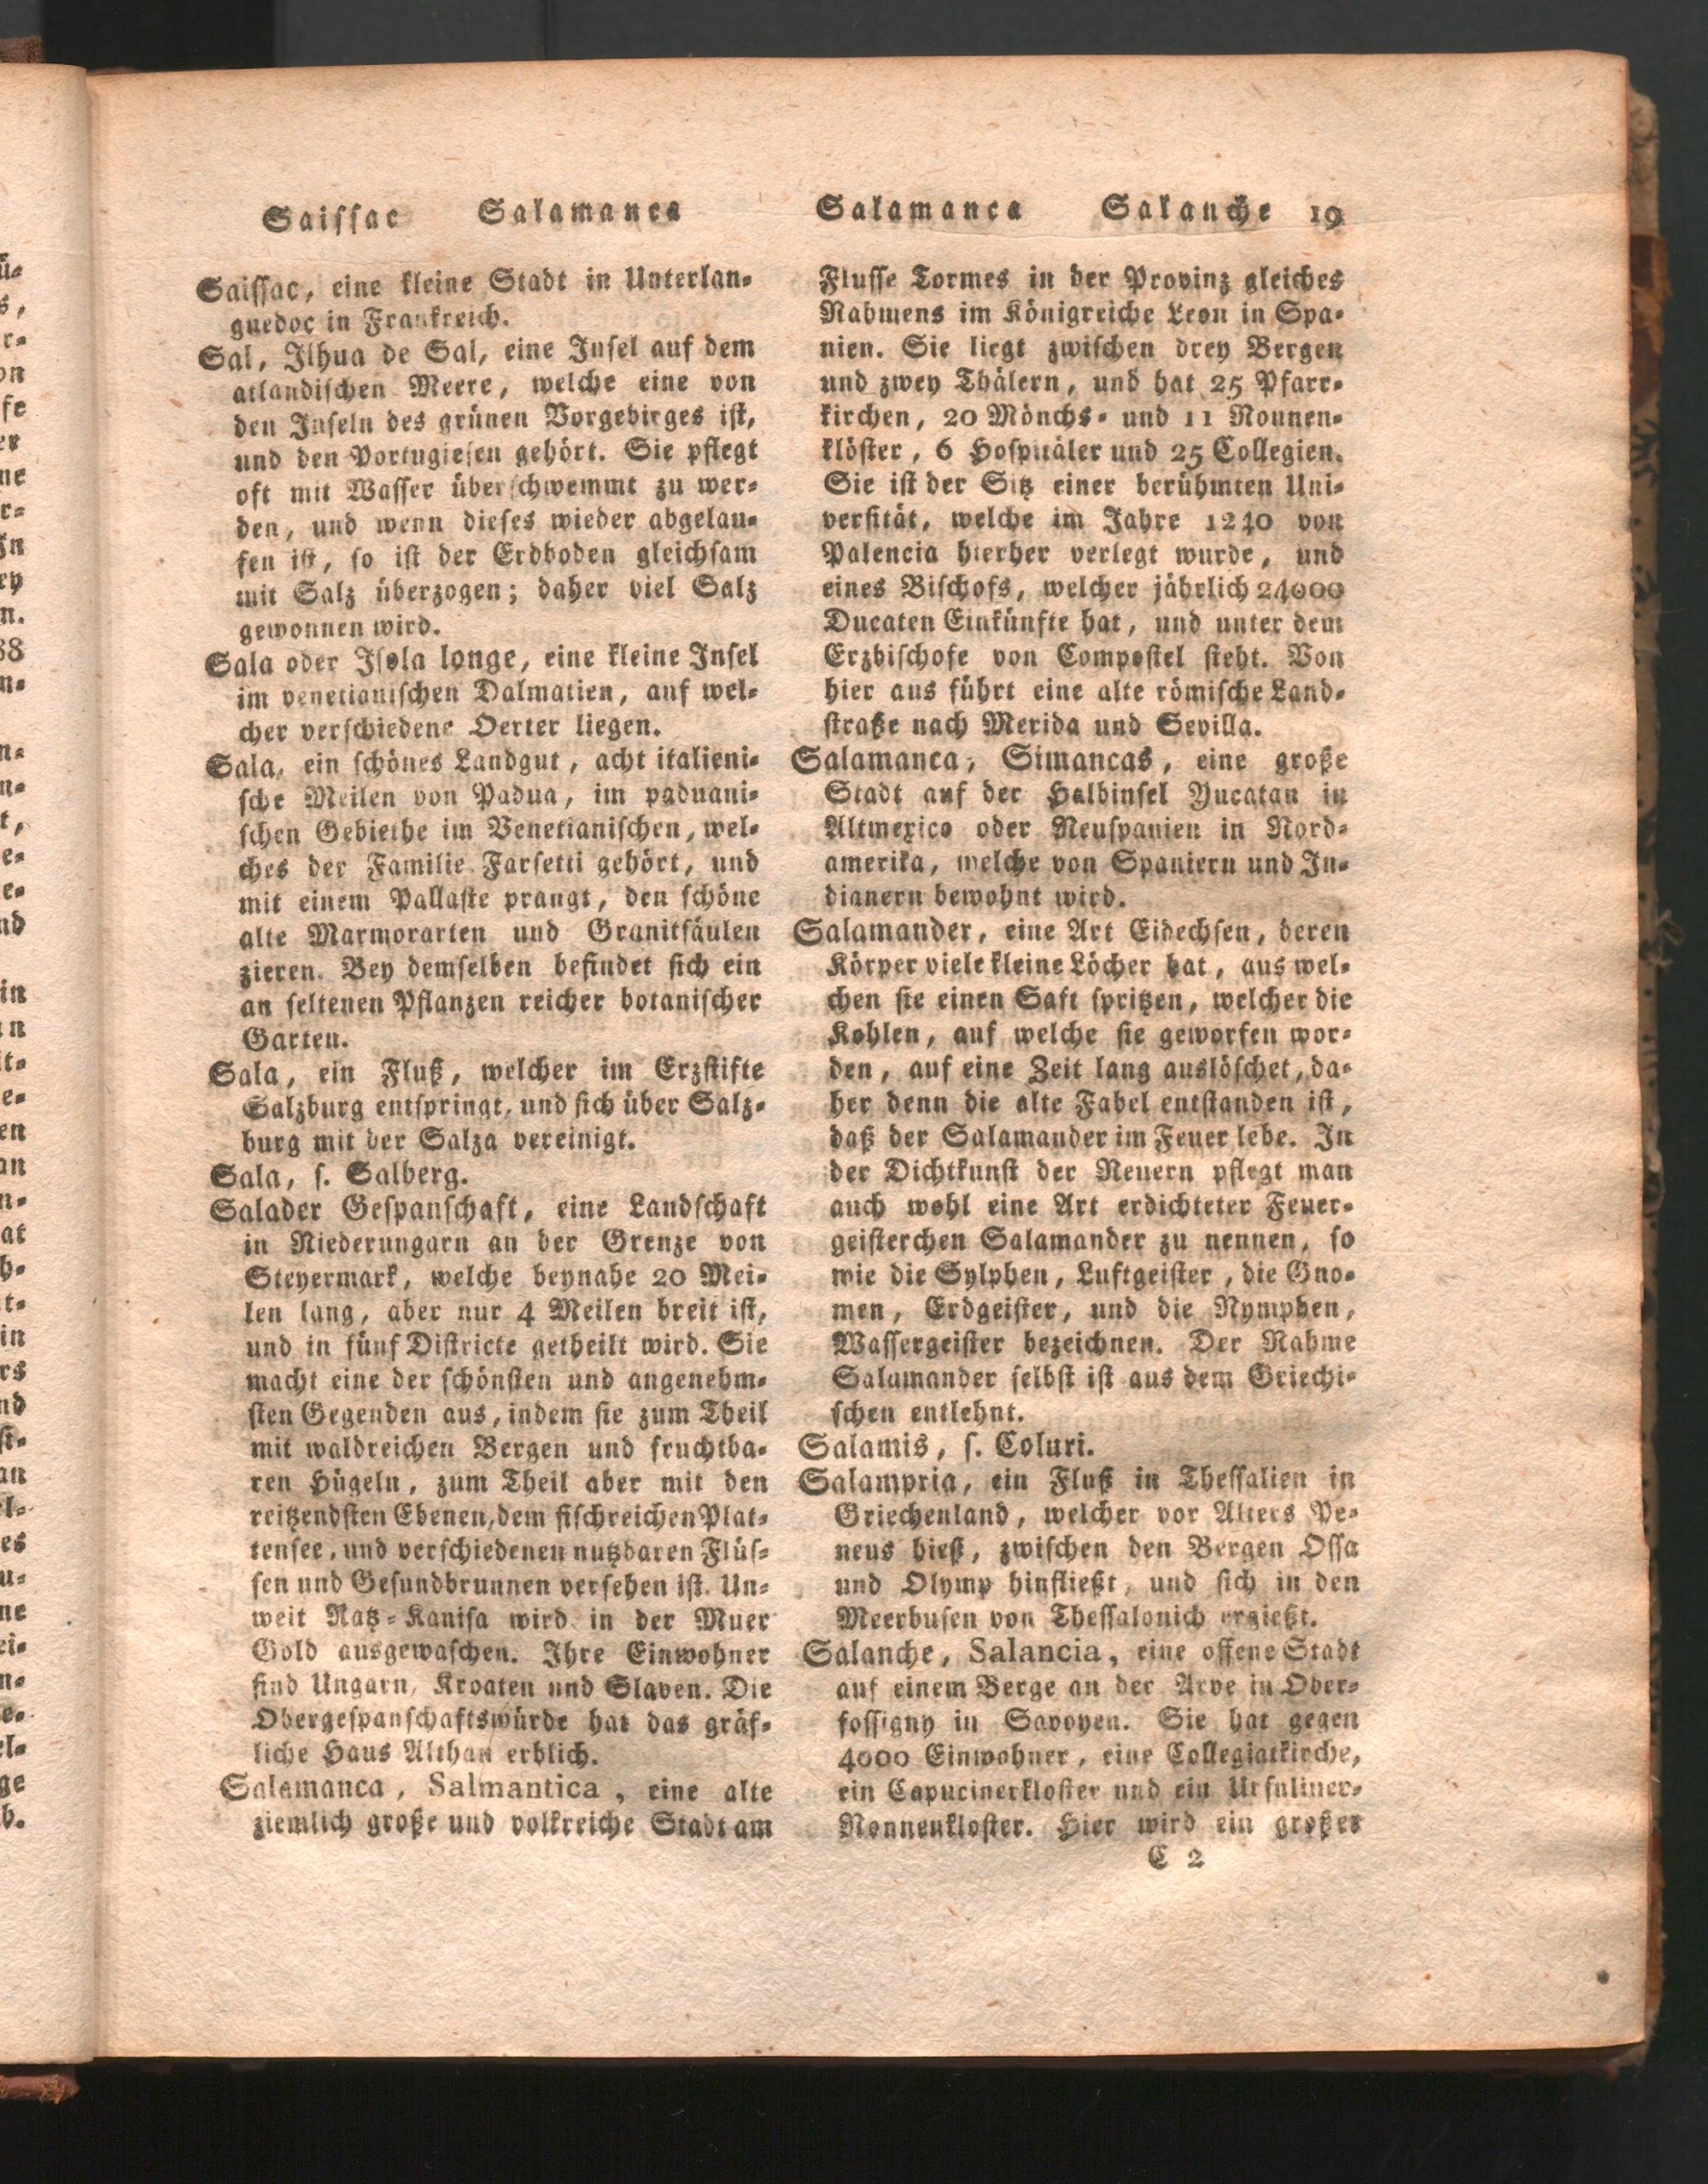 Saissac Salamanca
Saissac, eine kleine Stadt in Unterlan-
guedoc in Frankreich.
Sal, Ilhua de Sal, eine Insel auf dem
atlandischen Meere, welche eine von
den Inseln des grünen Vorgebirges ist,
und den Portugiesen gehört. Sie pflegt
oft mit Wasser überschwemmt zu wer-
den, und wenn dieses wieder abgelau-
fen ist, so ist der Erdboden gleichsam
mit Salz überzogen; daher viel Salz
gewonnen wird.
Sala oder Isola longe, eine kleine Insel
im venetianischen Dalmatien, auf wel-
cher verschiedene Oerter liegen.
Sala, ein schönes Landgut, acht italieni-
sche Meilen von Padua, im paduani-
schen Gebiethe im Venetianischen, wel-
ches der Familie Farsetti gehört, und
mit einem Pallaste prangt, den schöne
alte Marmorarten und Granitsäulen
zieren. Bey demselben befindet sich ein
an seltenen Pflanzen reicher botanischer
Garten.
Sala, ein Fluß, welcher im Erzstifte
Salzburg entspringt, und sich über Salz-
burg mit der Salza vereinigt.
Sala, s. Salberg.
Salader Gespanschaft, eine Landschaft
in Niederungarn an der Grenze von
Steyermark, welche beynahe 20 Mei-
len lang, aber nur 4 Meilen breit ist,
und in fünf Districte getheilt wird. Sie
macht eine der schönsten und angenehm-
sten Gegenden aus, indem sie zum Theil
mit waldreichen Bergen und fruchtba-
ren Hügeln, zum Theil aber mit den
reitzendsten Ebenen, dem fischreichen Plat-
tensee, und verschiedenen nutzbaren Flüs-
sen und Gesundbrunnen versehen ist. Un-
weit Ratz-Kanisa wird in der Muer
Gold ausgewaschen. Ihre Einwohner
sind Ungarn, Kroaten und Slaven. Die
Obergespanschaftswürde hat das gräf-
liche Haus Althan erblich.
Salamanca, Salmantica, eine alte
ziemlich große und volkreiche Stadt am
Salamanca Salanche 19
Flusse Tormes in der Provinz gleiches
Nahmens im Königreiche Leon in Spa-
nien. Sie liegt zwischen drey Bergen
und zwey Thälern, und hat 25 Pfarr-
kirchen, 20 Mönchs- und 11 Nonnen-
klöster, 6 Hospitäler und 25 Collegien.
Sie ist der Sitz einer berühmten Uni-
versität, welche im Jahre 1240 von
Palencia hierher verlegt wurde, und
eines Bischofs, welcher jährlich 24000
Ducaten Einkünfte hat, und unter dem
Erzbischofe von Compostel steht. Von
hier aus führt eine alte römische Land-
straße nach Merida und Sevilla.
Salamanca, Simancas, eine große
Stadt auf der Halbinsel Yucatan in
Altmexico oder Neuspanien in Nord-
amerika, welche von Spaniern und In-
dianern bewohnt wird.
Salamander, eine Art Eidechsen, deren
Körper viele kleine Löcher hat, aus wel-
chen sie einen Saft spritzen, welcher die
Kohlen, auf welche sie geworfen wor-
den, auf eine Zeit lang auslöschet, da-
her denn die alte Fabel entstanden ist,
daß der Salamander im Feuer lebe. In
der Dichtkunst der Neuern pflegt man
auch wohl eine Art erdichteter Feuer-
geisterchen Salamander zu nennen, so
wie die Sylphen, Luftgeister, die Gno-
men, Erdgeister, und die Nymphen,
Wassergeister bezeichnen. Der Nahme
Salamander selbst ist aus dem Griechi-
schen entlehnt.
Salamis, s. Coluri.
Salampria, ein Fluß in Thessalien in
Griechenland, welcher vor Alters Pe-
neus hieß, zwischen den Bergen Ossa
und Olymp hinfließt, und sich in den
Meerbusen von Thessalonich ergießt.
Salanche, Salancia, eine offene Stadt
auf einem Berge an der Arve in Ober-
fossigny in Savoyen. Sie hat gegen
4000 Einwohner, eine Collegiatkirche,
ein Capucinerkloster und ein Ursuliner-
Nonnenkloster. Hier wird ein großer
C 2